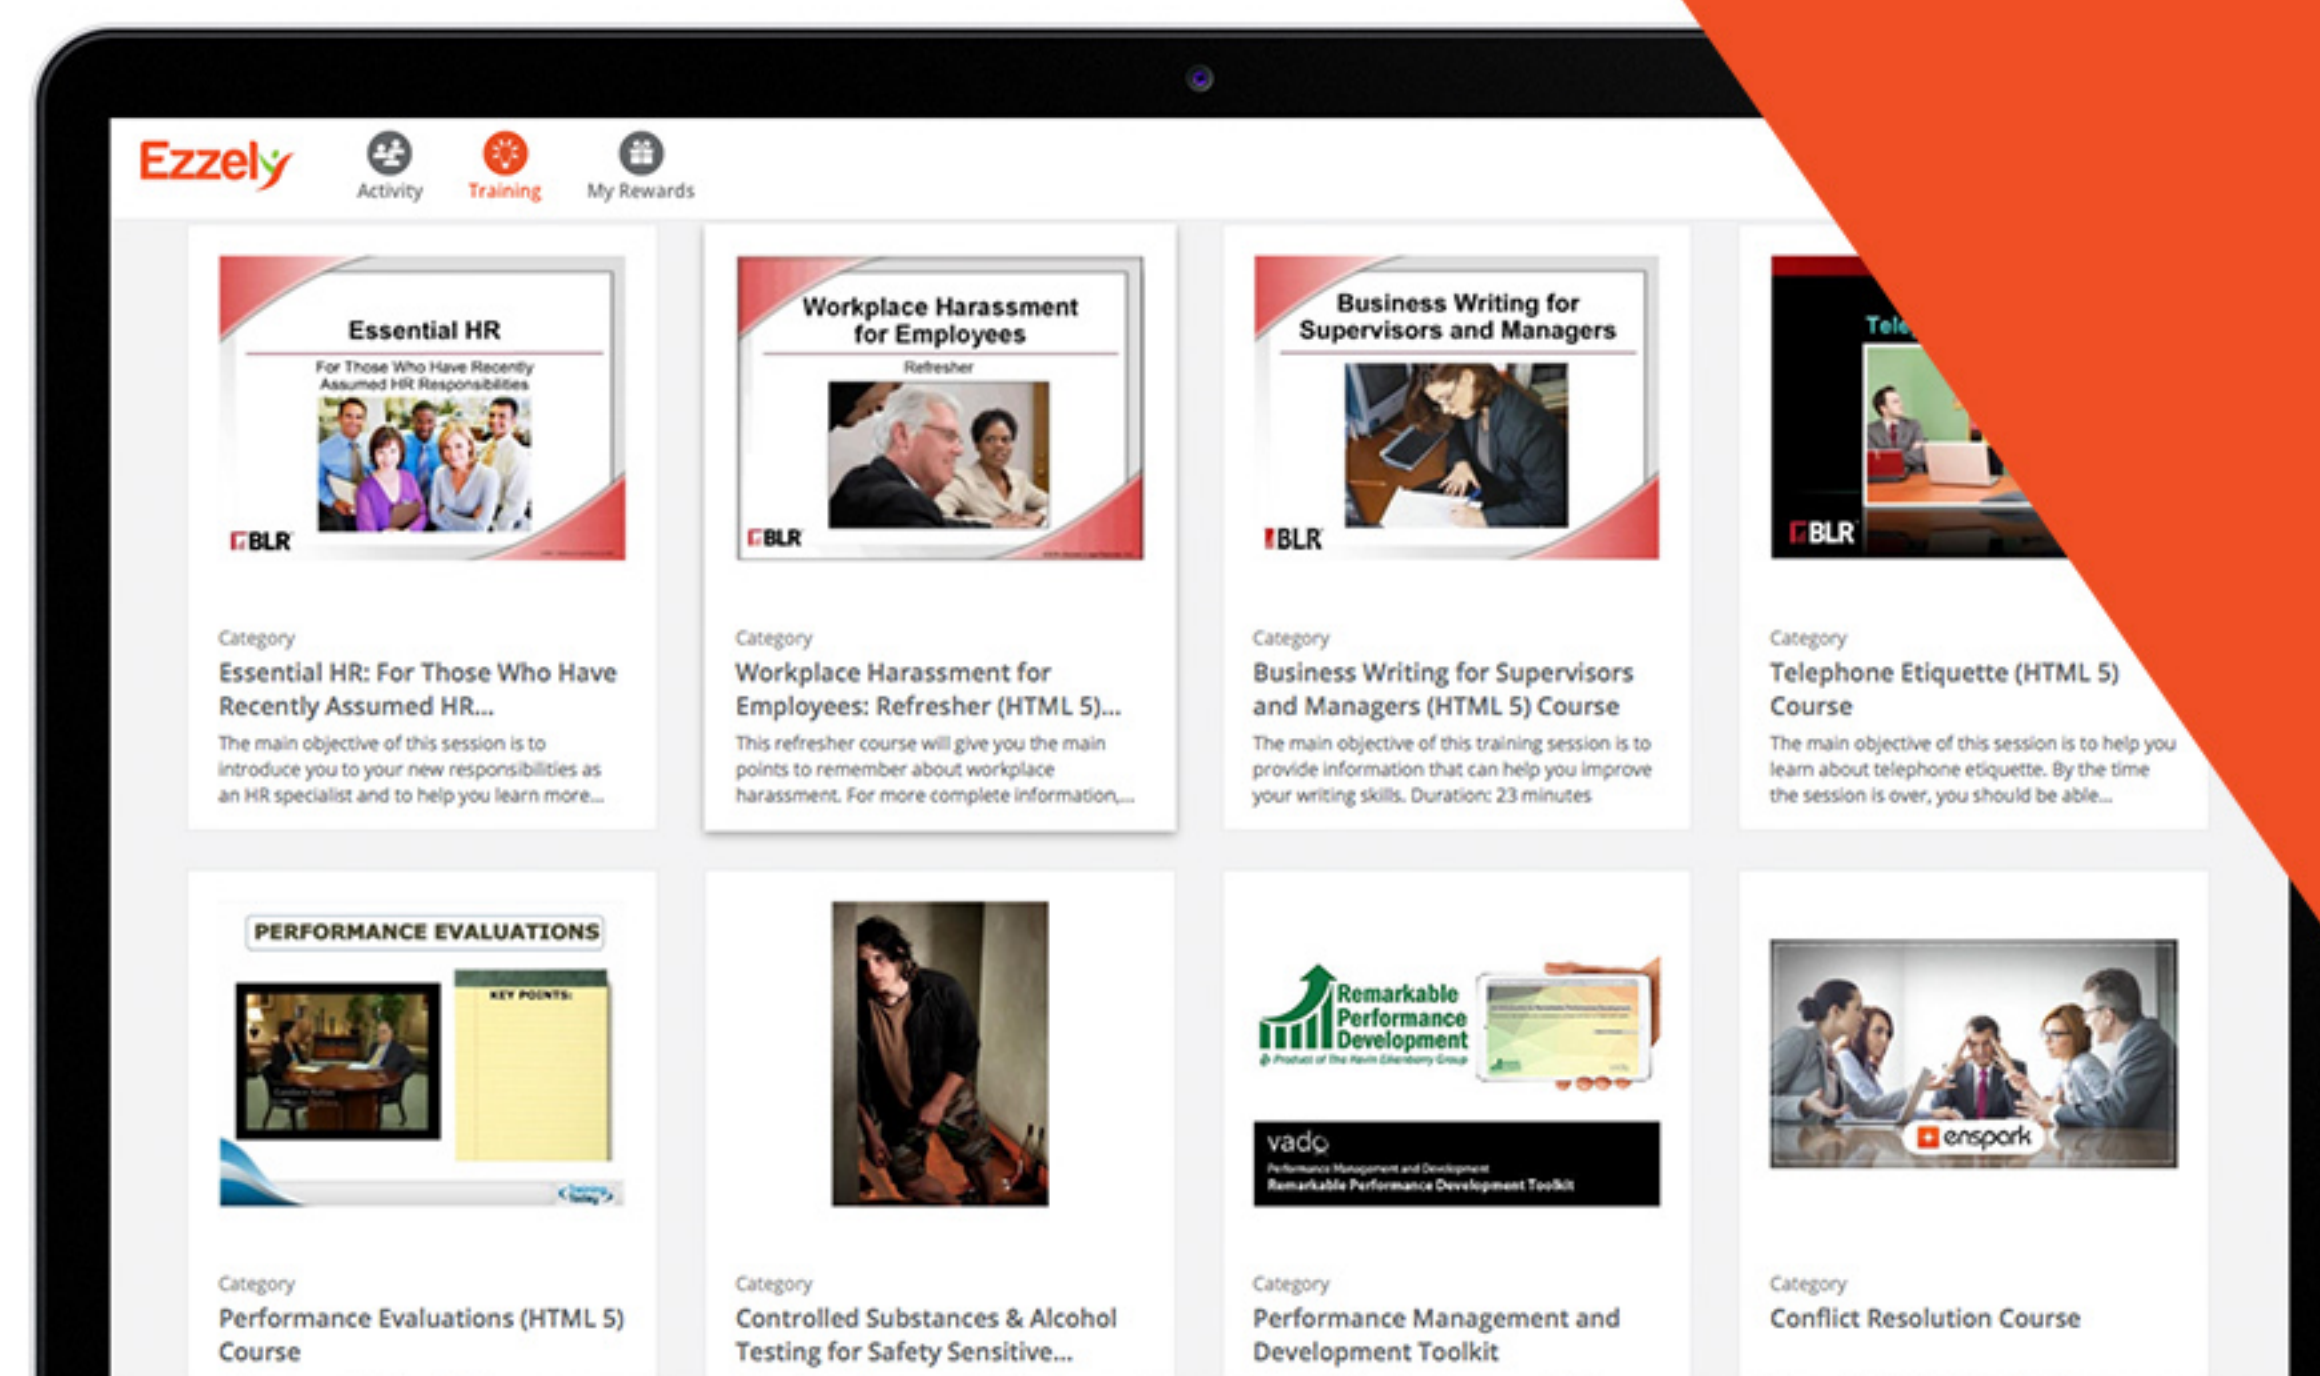 Ezzely
Activity
Training
My Rewards
Essential HR
For Those Who Have Recently
Assumed HR Responsibilities
BLR
Workplace Harassment
for Employees
Refresher
BLR
Business Writing for
Supervisors and Managers
BLR
Tele
BLR
Category
Essential HR: For Those Who Have
Recently Assumed HR...
The main objective of this session is to
introduce you to your new responsibilities as
an HR specialist and to help you learn more...
Category
Workplace Harassment for
Employees: Refresher (HTML 5)...
This refresher course will give you the main
points to remember about workplace
harassment. For more complete information,...
Category
Business Writing for Supervisors
and Managers (HTML 5) Course
The main objective of this training session is to
provide information that can help you improve
your writing skills. Duration: 23 minutes
Category
Telephone Etiquette (HTML 5)
Course
The main objective of this session is to help you
learn about telephone etiquette. By the time
the session is over, you should be able...
PERFORMANCE EVALUATIONS
KEY POINTS:
Training
Today
Remarkable
Performance
Development
A Product of The Kevin Eikenberry Group
vado
Performance Management and Development
Remarkable Performance Development Toolkit
enspark
Category
Performance Evaluations (HTML 5)
Course
Category
Controlled Substances & Alcohol
Testing for Safety Sensitive...
Category
Performance Management and
Development Toolkit
Category
Conflict Resolution Course